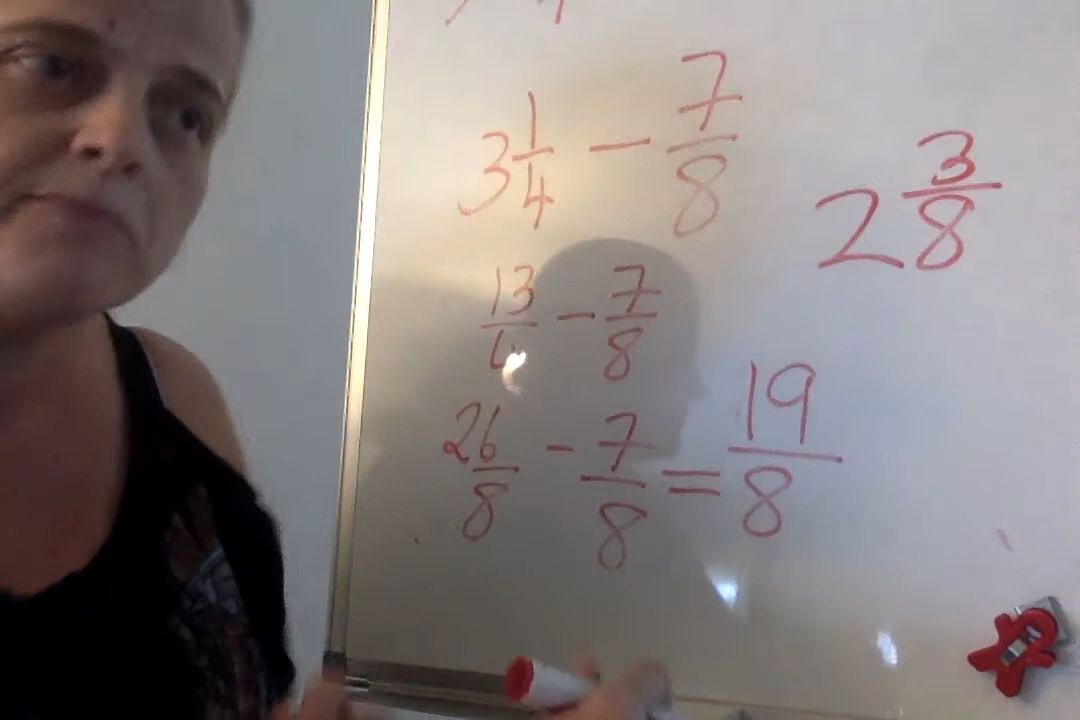 3 1/4 - 7/8
2 3/8
13/4 - 7/8
26/8 - 7/8 = 19/8